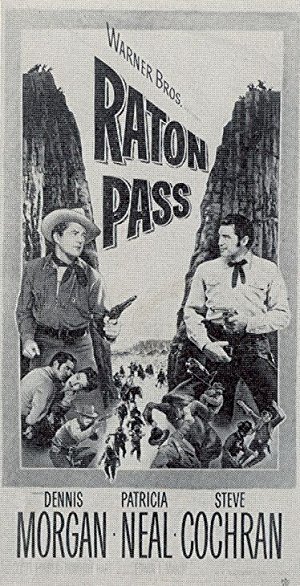 WARNER BROS.
RATON
PASS
DENNIS PATRICIA STEVE
MORGAN · NEAL · COCHRAN